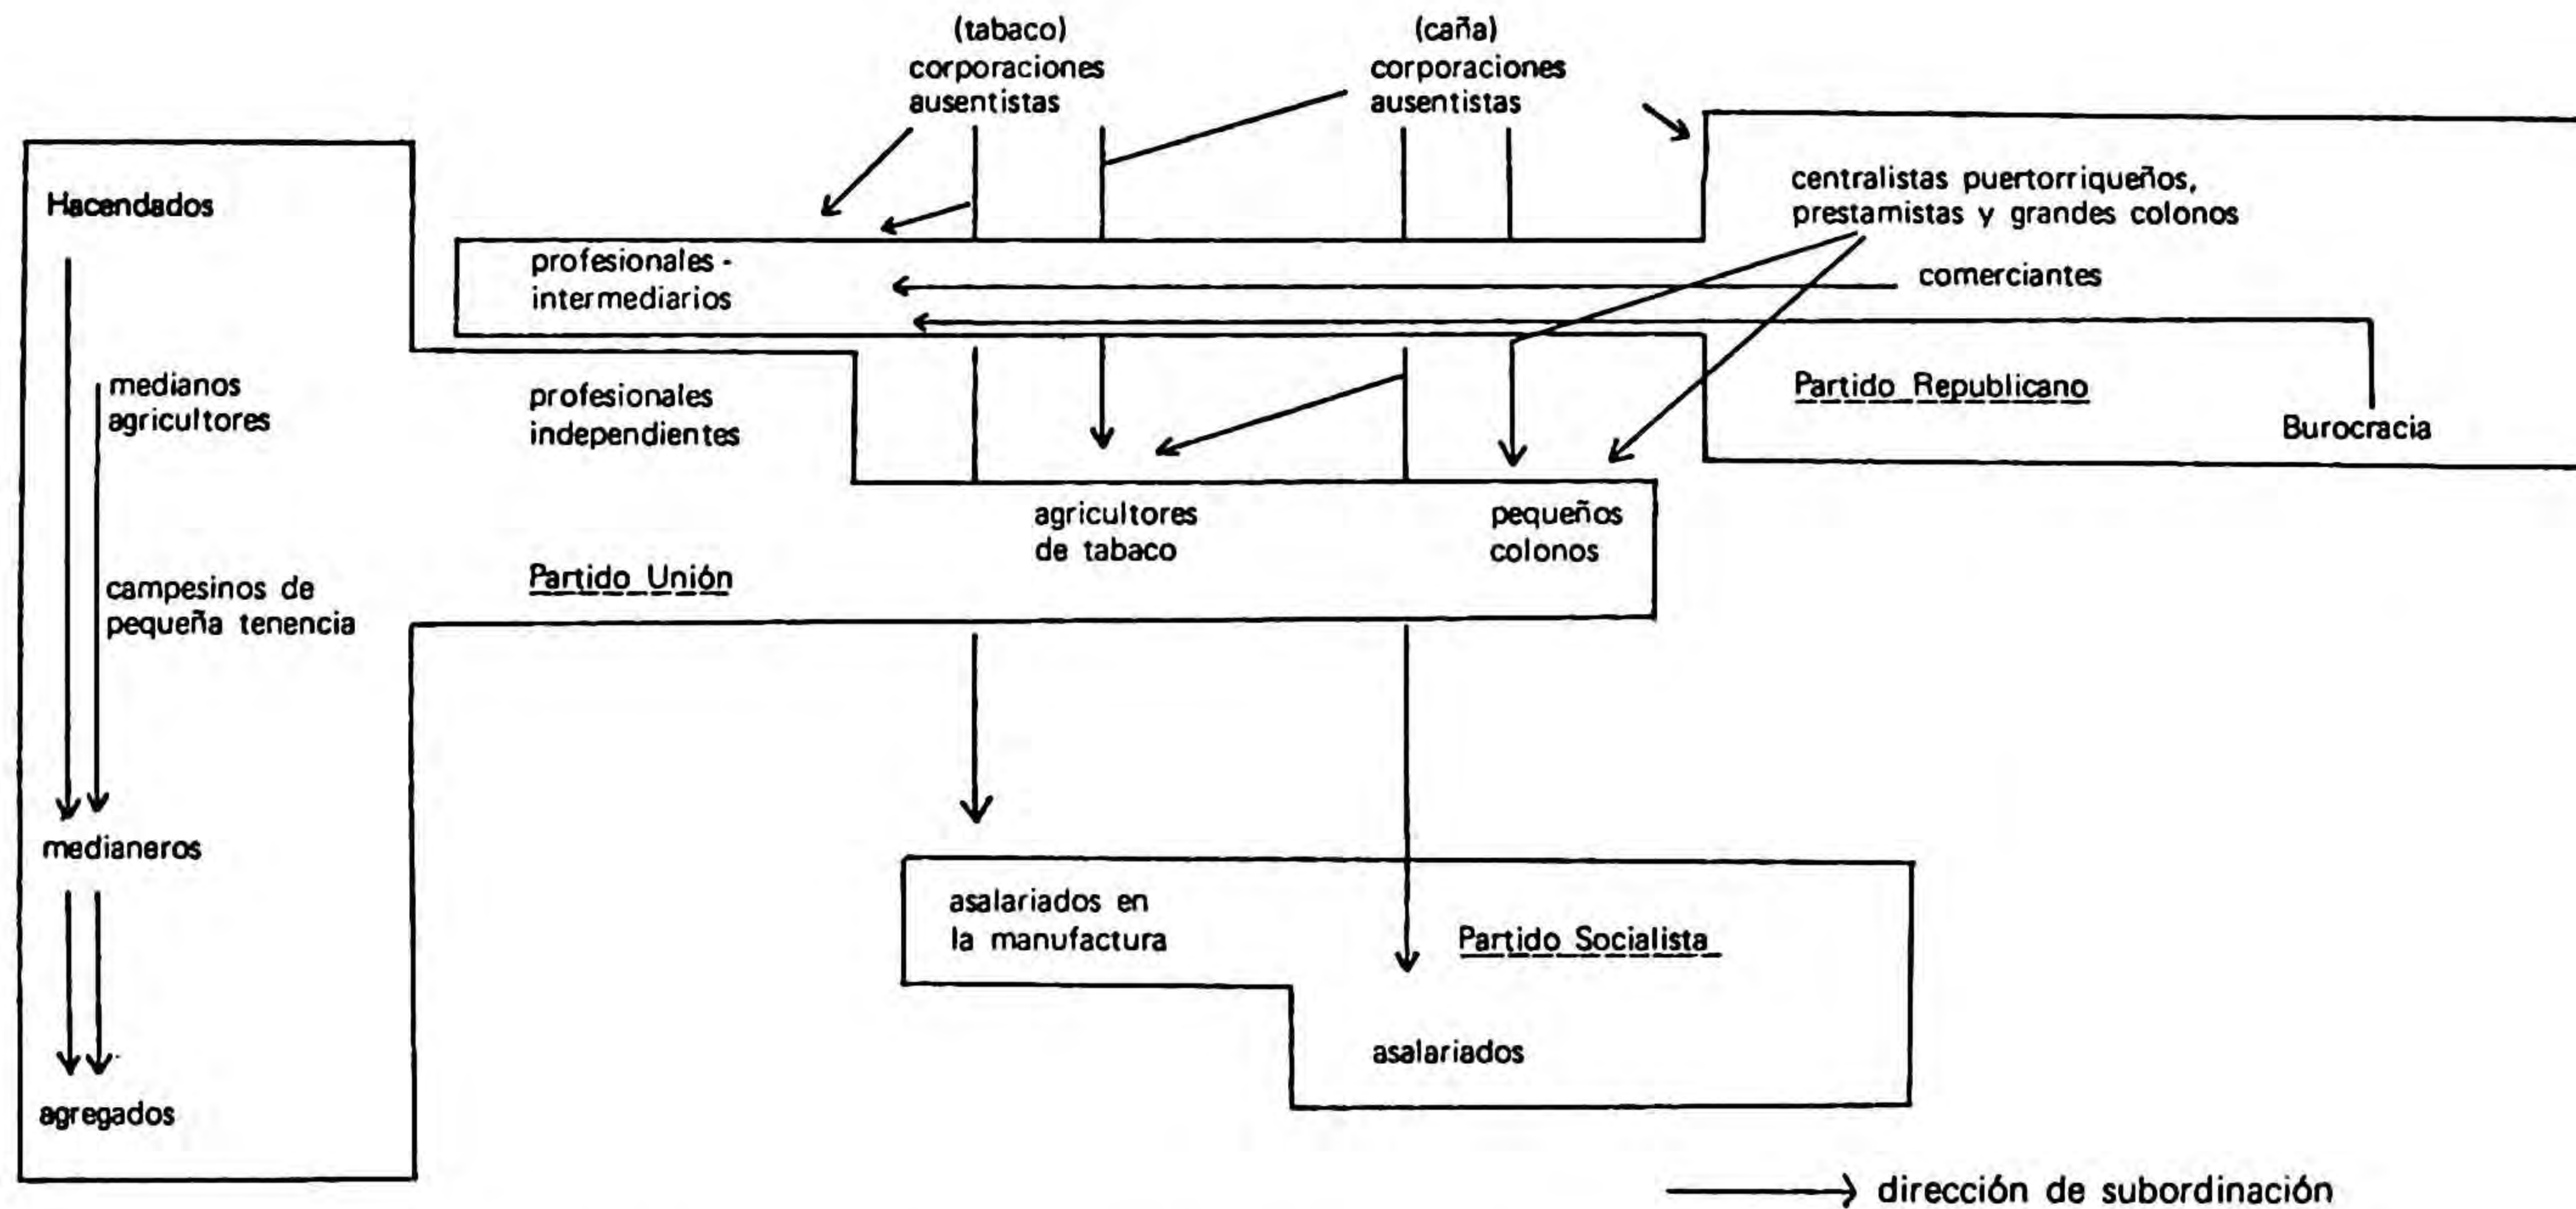 (tabaco)
corporaciones
ausentistas
(caña)
corporaciones
ausentistas
Hacendados
centralistas puertorriqueños,
prestamistas y grandes colonos
profesionales -
intermediarios
comerciantes
medianos
agricultores
profesionales
independientes
Partido Republicano
Burocracia
agricultores
de tabaco
pequeños
colonos
Partido Unión
campesinos de
pequeña tenencia
medianeros
asalariados en
la manufactura
Partido Socialista
asalariados
agregados
dirección de subordinación